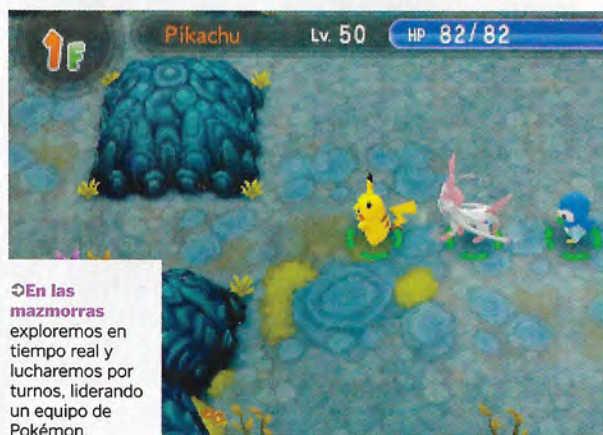 1F
Pikachu Lv. 50 HP 82/82
En las
mazmorras
exploremos en
tiempo real y
lucharemos por
turnos, liderando
un equipo de
Pokémon.